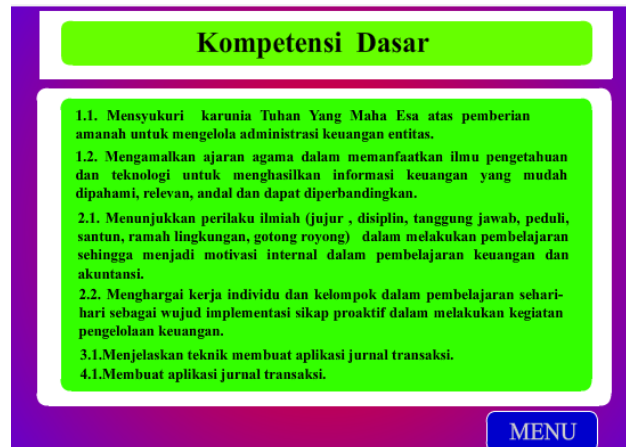 Kompetensi Dasar
1.1. Mensyukuri karunia Tuhan Yang Maha Esa atas pemberian
amanah untuk mengelola administrasi keuangan entitas.
1.2. Mengamalkan ajaran agama dalam memanfaatkan ilmu pengetahuan
dan teknologi untuk menghasilkan informasi keuangan yang mudah
dipahami, relevan, andal dan dapat diperbandingkan.
2.1. Menunjukkan perilaku ilmiah (jujur , disiplin, tanggung jawab, peduli,
santun, ramah lingkungan, gotong royong) dalam melakukan pembelajaran
sehingga menjadi motivasi internal dalam pembelajaran keuangan dan
akuntansi.
2.2. Menghargai kerja individu dan kelompok dalam pembelajaran sehari-
hari sebagai wujud implementasi sikap proaktif dalam melakukan kegiatan
pengelolaan keuangan.
3.1.Menjelaskan teknik membuat aplikasi jurnal transaksi.
4.1.Membuat aplikasi jurnal transaksi.
MENU